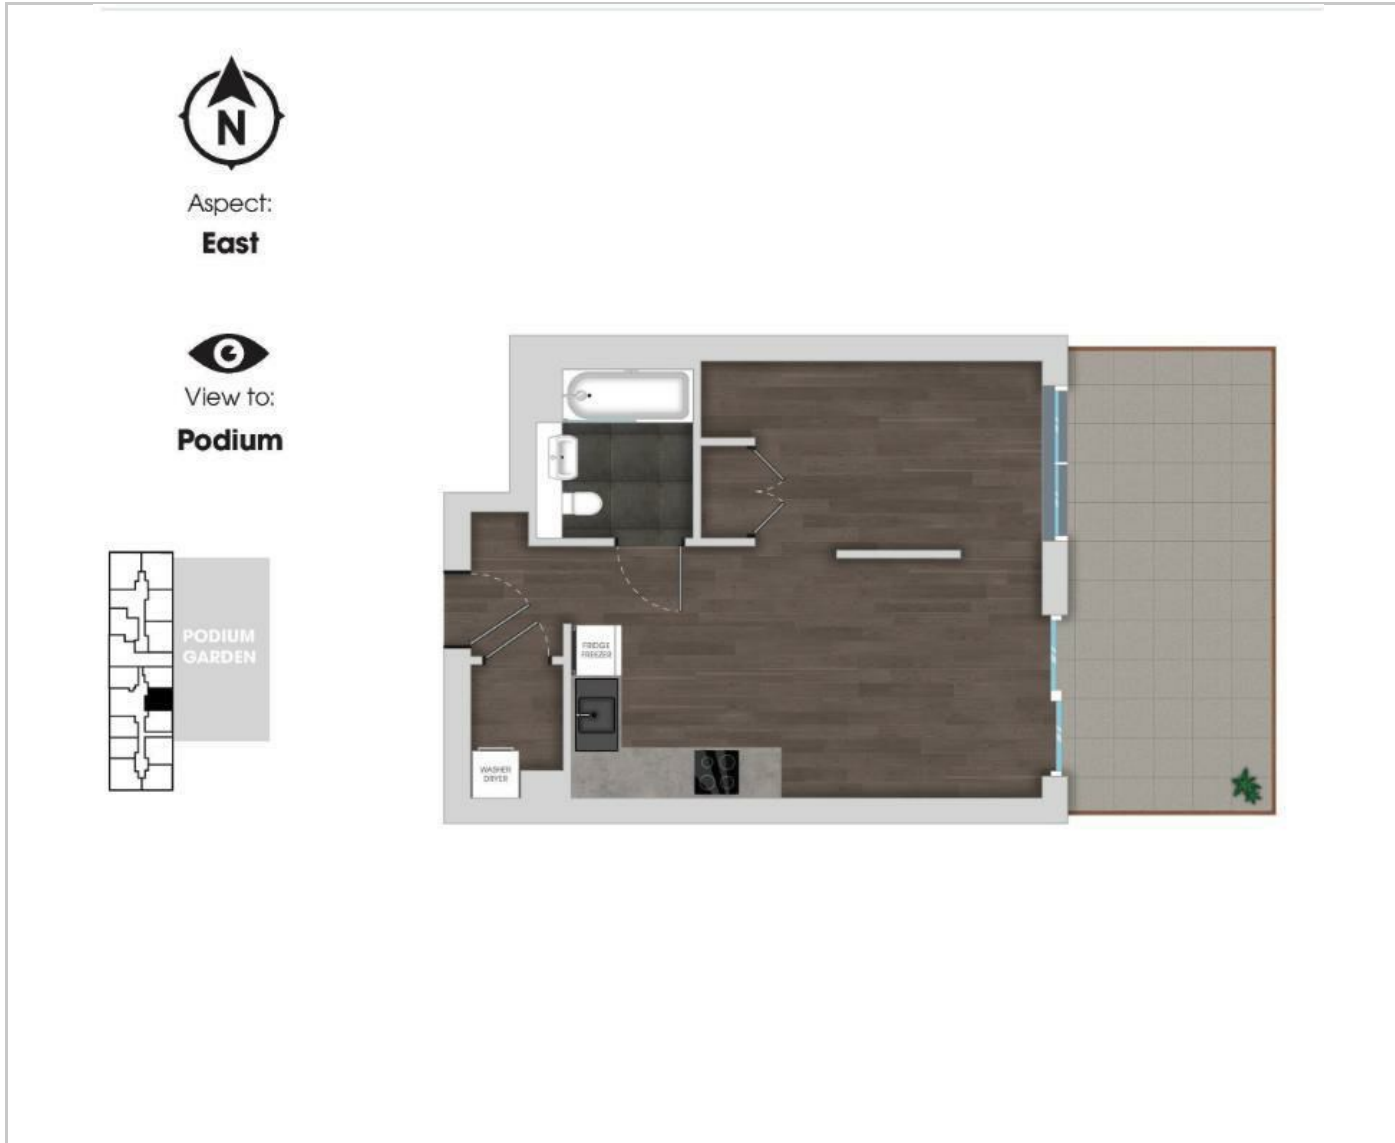 N
Aspect:
East
View to:
Podium
PODIUM
GARDEN
FRIDGE
FREEZER
WASHER
DRYER